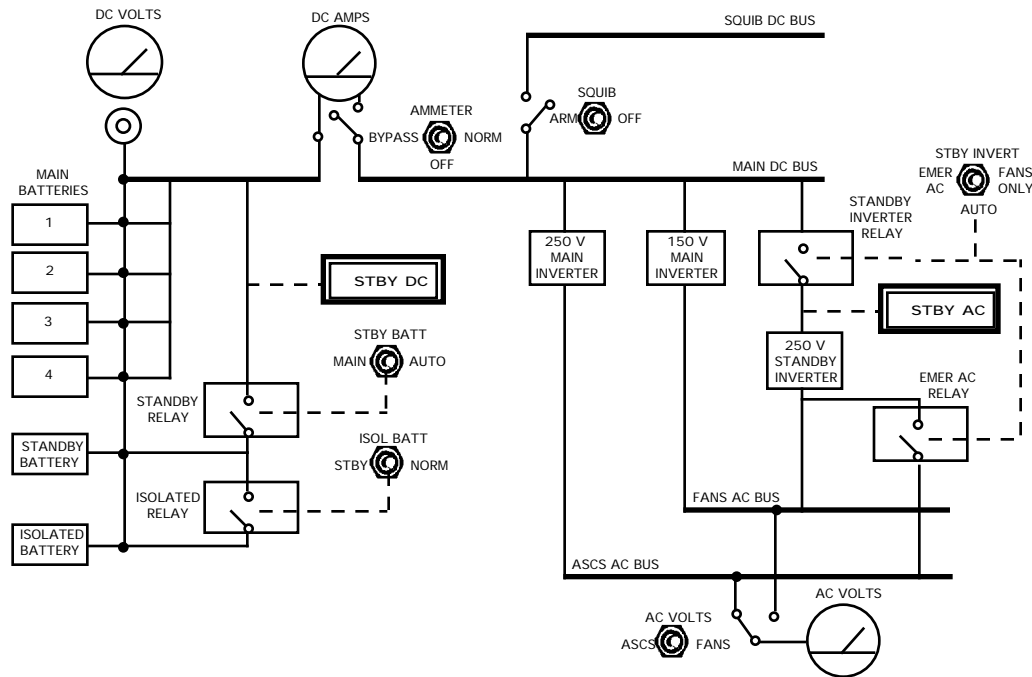 DC VOLTS
DC AMPS
SQUIB DC BUS
AMMETER
BYPASS
NORM
OFF
SQUIB
ARM
OFF
MAIN DC BUS
STBY INVERT
EMER
AC
FANS
ONLY
AUTO
MAIN
BATTERIES
1
2
3
4
STANDBY
INVERTER
RELAY
250 V
MAIN
INVERTER
150 V
MAIN
INVERTER
STBY DC
STBY AC
STBY BATT
MAIN
AUTO
250 V
STANDBY
INVERTER
STANDBY
RELAY
EMER AC
RELAY
STANDBY
BATTERY
ISOL BATT
STBY
NORM
ISOLATED
RELAY
FANS AC BUS
ISOLATED
BATTERY
ASCS AC BUS
AC VOLTS
ASCS
FANS
AC VOLTS